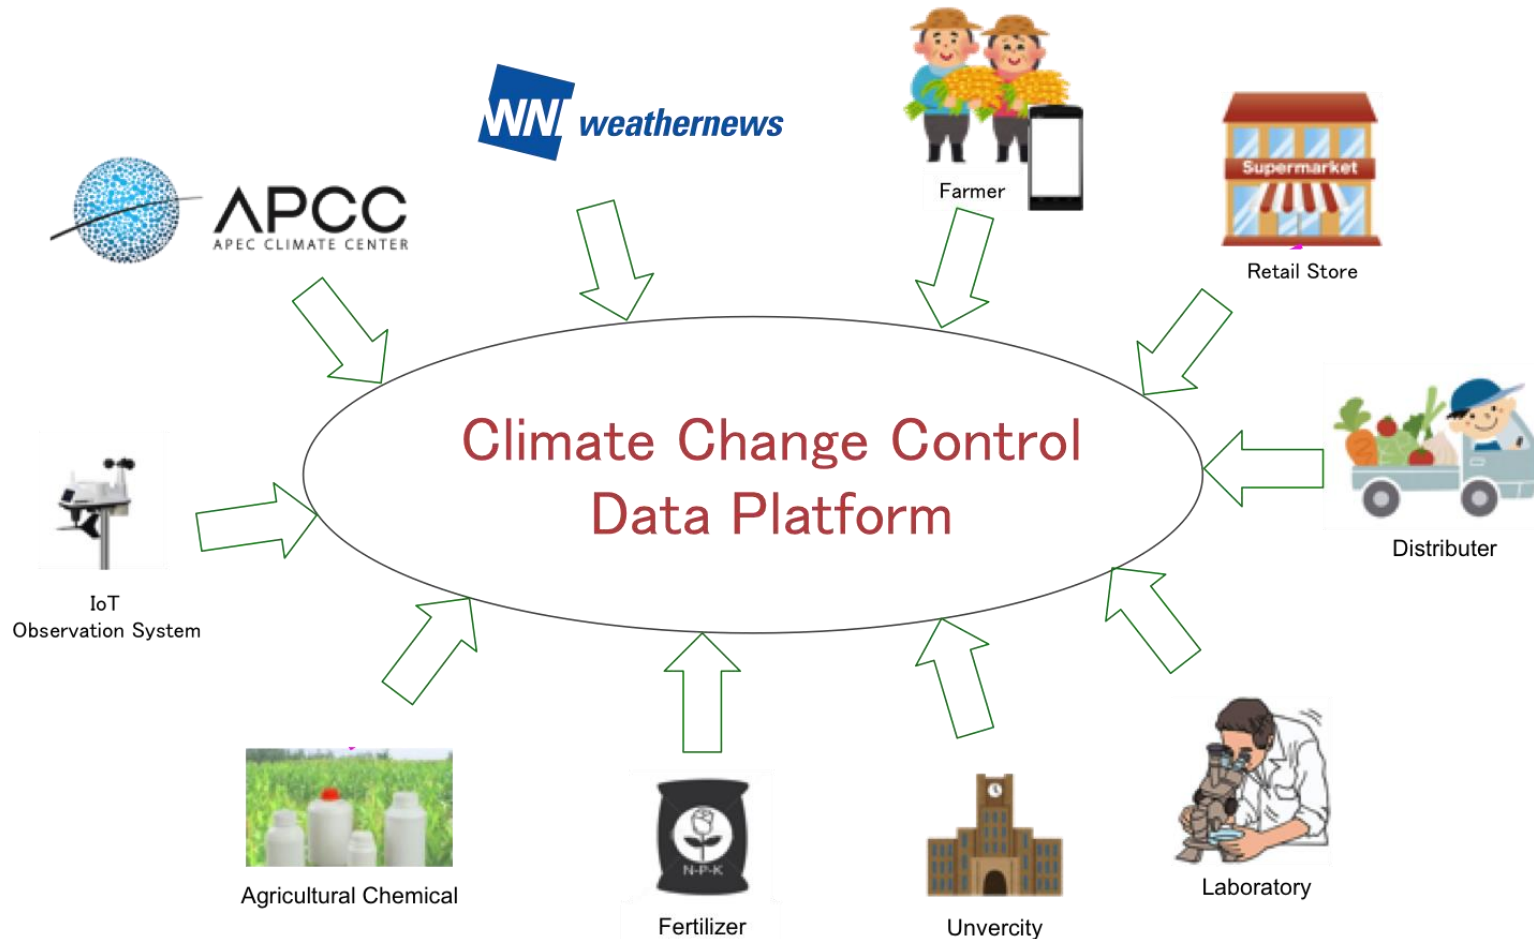 WN weathernews
APCC
APEC CLIMATE CENTER
Farmer
Supermarket
Retail Store
Climate Change Control
Data Platform
Distributer
IoT
Observation System
Agricultural Chemical
N-P-K
Fertilizer
Unvercity
Laboratory